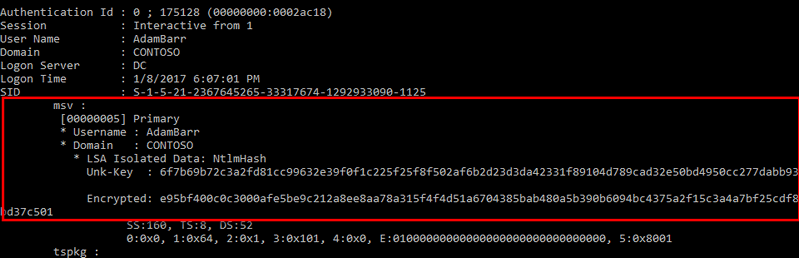 Authentication Id : 0 ; 175128 (00000000:0002ac18)
Session           : Interactive from 1
User Name         : AdamBarr
Domain            : CONTOSO
Logon Server      : DC
Logon Time        : 1/8/2017 6:07:01 PM
SID               : S-1-5-21-2367645265-33317674-1292933090-1125
msv :
[00000005] Primary
* Username : AdamBarr
* Domain   : CONTOSO
* LSA Isolated Data: NtlmHash
Unk-Key  : 6f7b69b72c3a2fd81cc99632e39f0f1c225f25f8f502af6b2d23d3da42331f89104d789cad32e50bd4950cc277dabb93
Encrypted: e95bf400c0c3000afe5be9c212a8ee8aa78a315f4f4d51a6704385bab480a5b390b6094bc4375a2f15c3a4a7bf25cdf8
bd37c501
SS:160, TS:8, DS:52
0:0x0, 1:0x64, 2:0x1, 3:0x101, 4:0x0, E:01000000000000000000000000000000, 5:0x8001
tspkg :